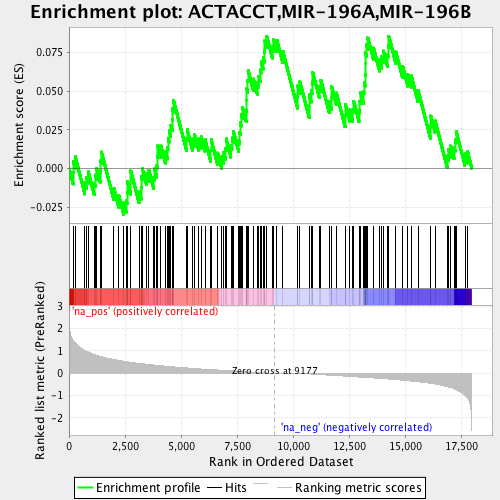 Enrichment plot: ACTACCT,MIR-196A,MIR-196B
Enrichment score (ES)
0.075
0.050
0.025
0.000
-0.025
Ranked list metric (PreRanked)
3
2
1
0
-1
-2
'na_pos' (positively correlated)
Zero cross at 9177
'na_neg' (negatively correlated)
0
2,500
5,000
7,500
10,000
12,500
15,000
17,500
Rank in Ordered Dataset
Enrichment profile
Hits
Ranking metric scores